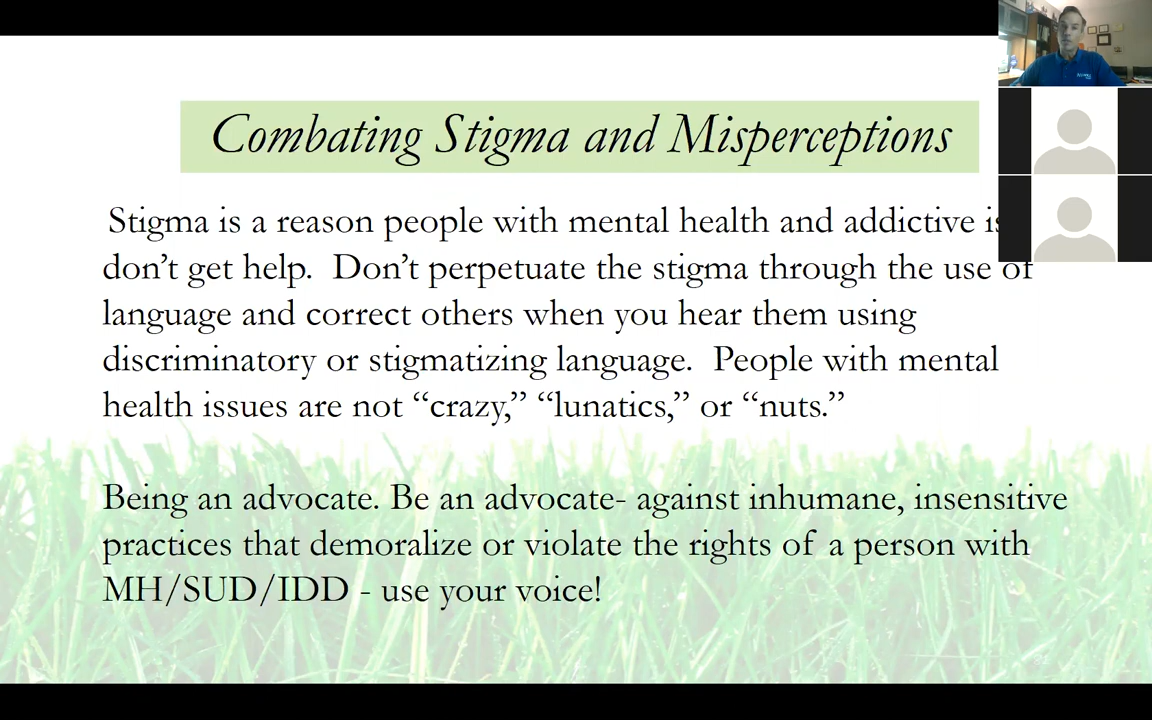 Combating Stigma and Misperceptions
Stigma is a reason people with mental health and addictive
don’t get help.  Don’t perpetuate the stigma through the use of
language and correct others when you hear them using
discriminatory or stigmatizing language.  People with mental
health issues are not “crazy,” “lunatics,” or “nuts.”
Being an advocate. Be an advocate- against inhumane, insensitive
practices that demoralize or violate the rights of a person with
MH/SUD/IDD - use your voice!